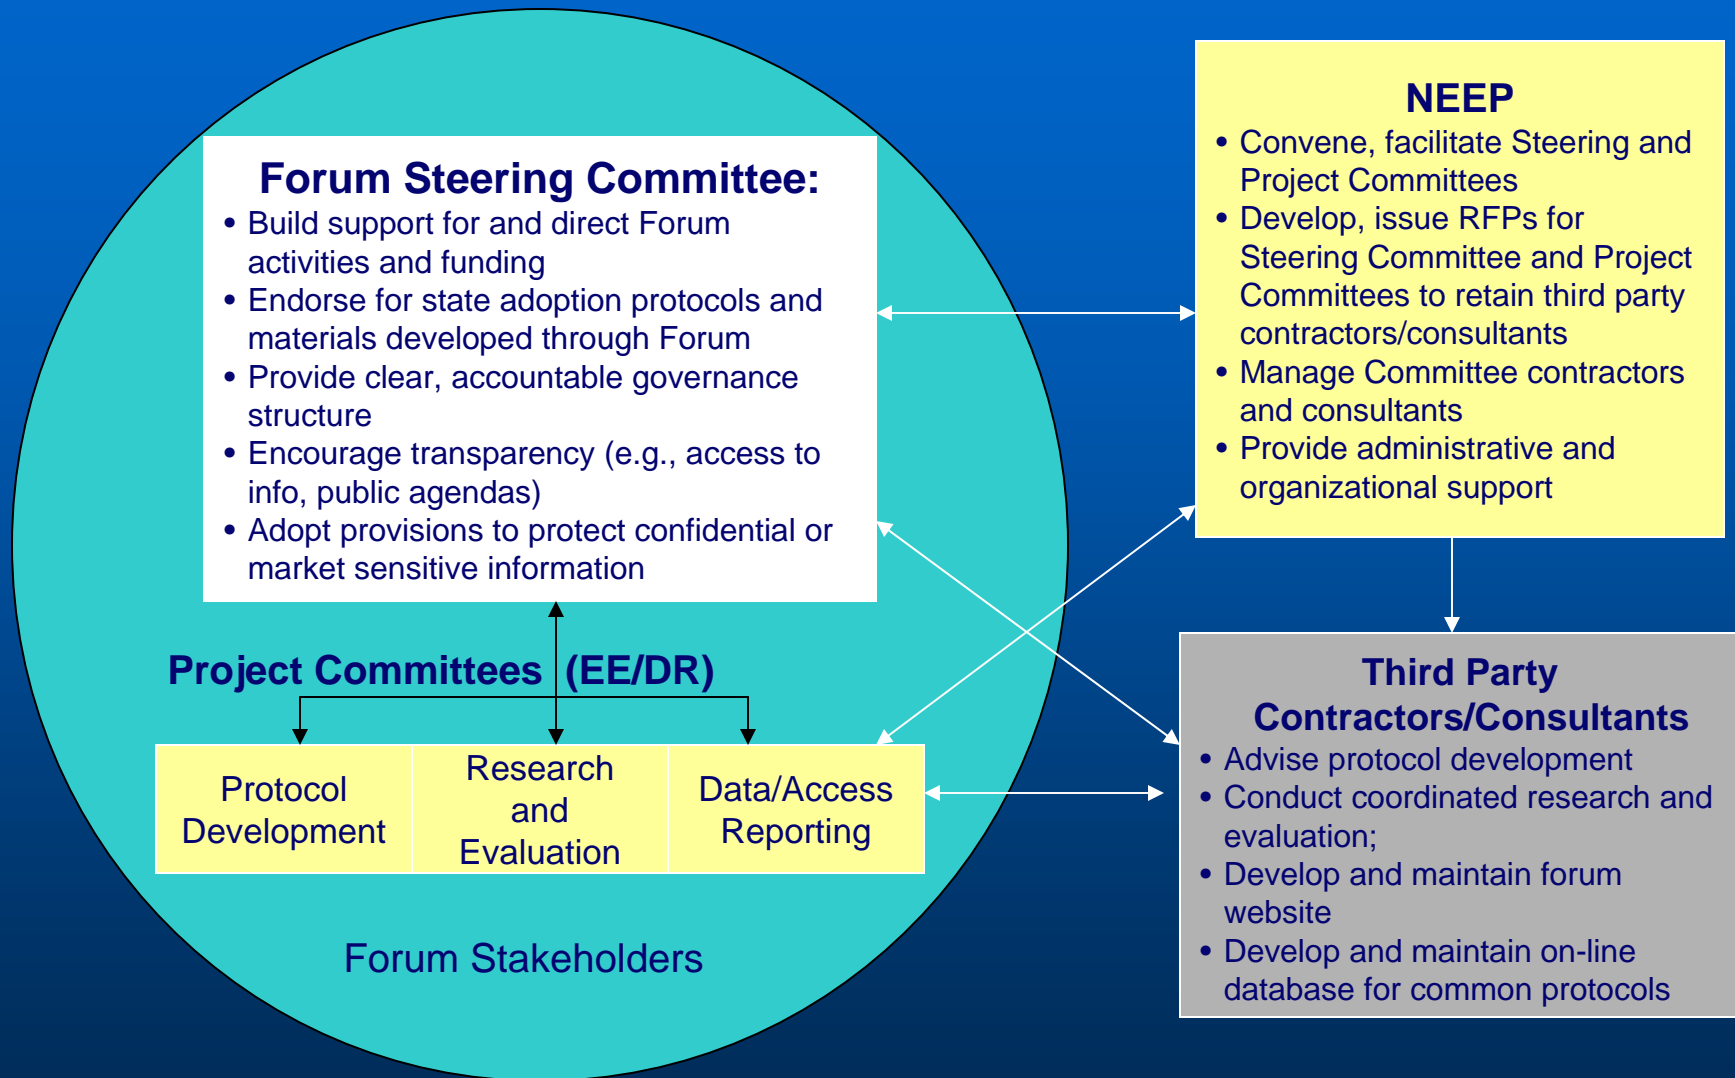 Forum Steering Committee:
• Build support for and direct Forum
activities and funding
• Endorse for state adoption protocols and
materials developed through Forum
• Provide clear, accountable governance
structure
• Encourage transparency (e.g., access to
info, public agendas)
• Adopt provisions to protect confidential or
market sensitive information
Project Committees (EE/DR)
Protocol
Development
Research
and
Evaluation
Data/Access
Reporting
Forum Stakeholders
NEEP
• Convene, facilitate Steering and
Project Committees
• Develop, issue RFPs for
Steering Committee and Project
Committees to retain third party
contractors/consultants
• Manage Committee contractors
and consultants
• Provide administrative and
organizational support
Third Party
Contractors/Consultants
• Advise protocol development
• Conduct coordinated research and
evaluation;
• Develop and maintain forum
website
• Develop and maintain on-line
database for common protocols